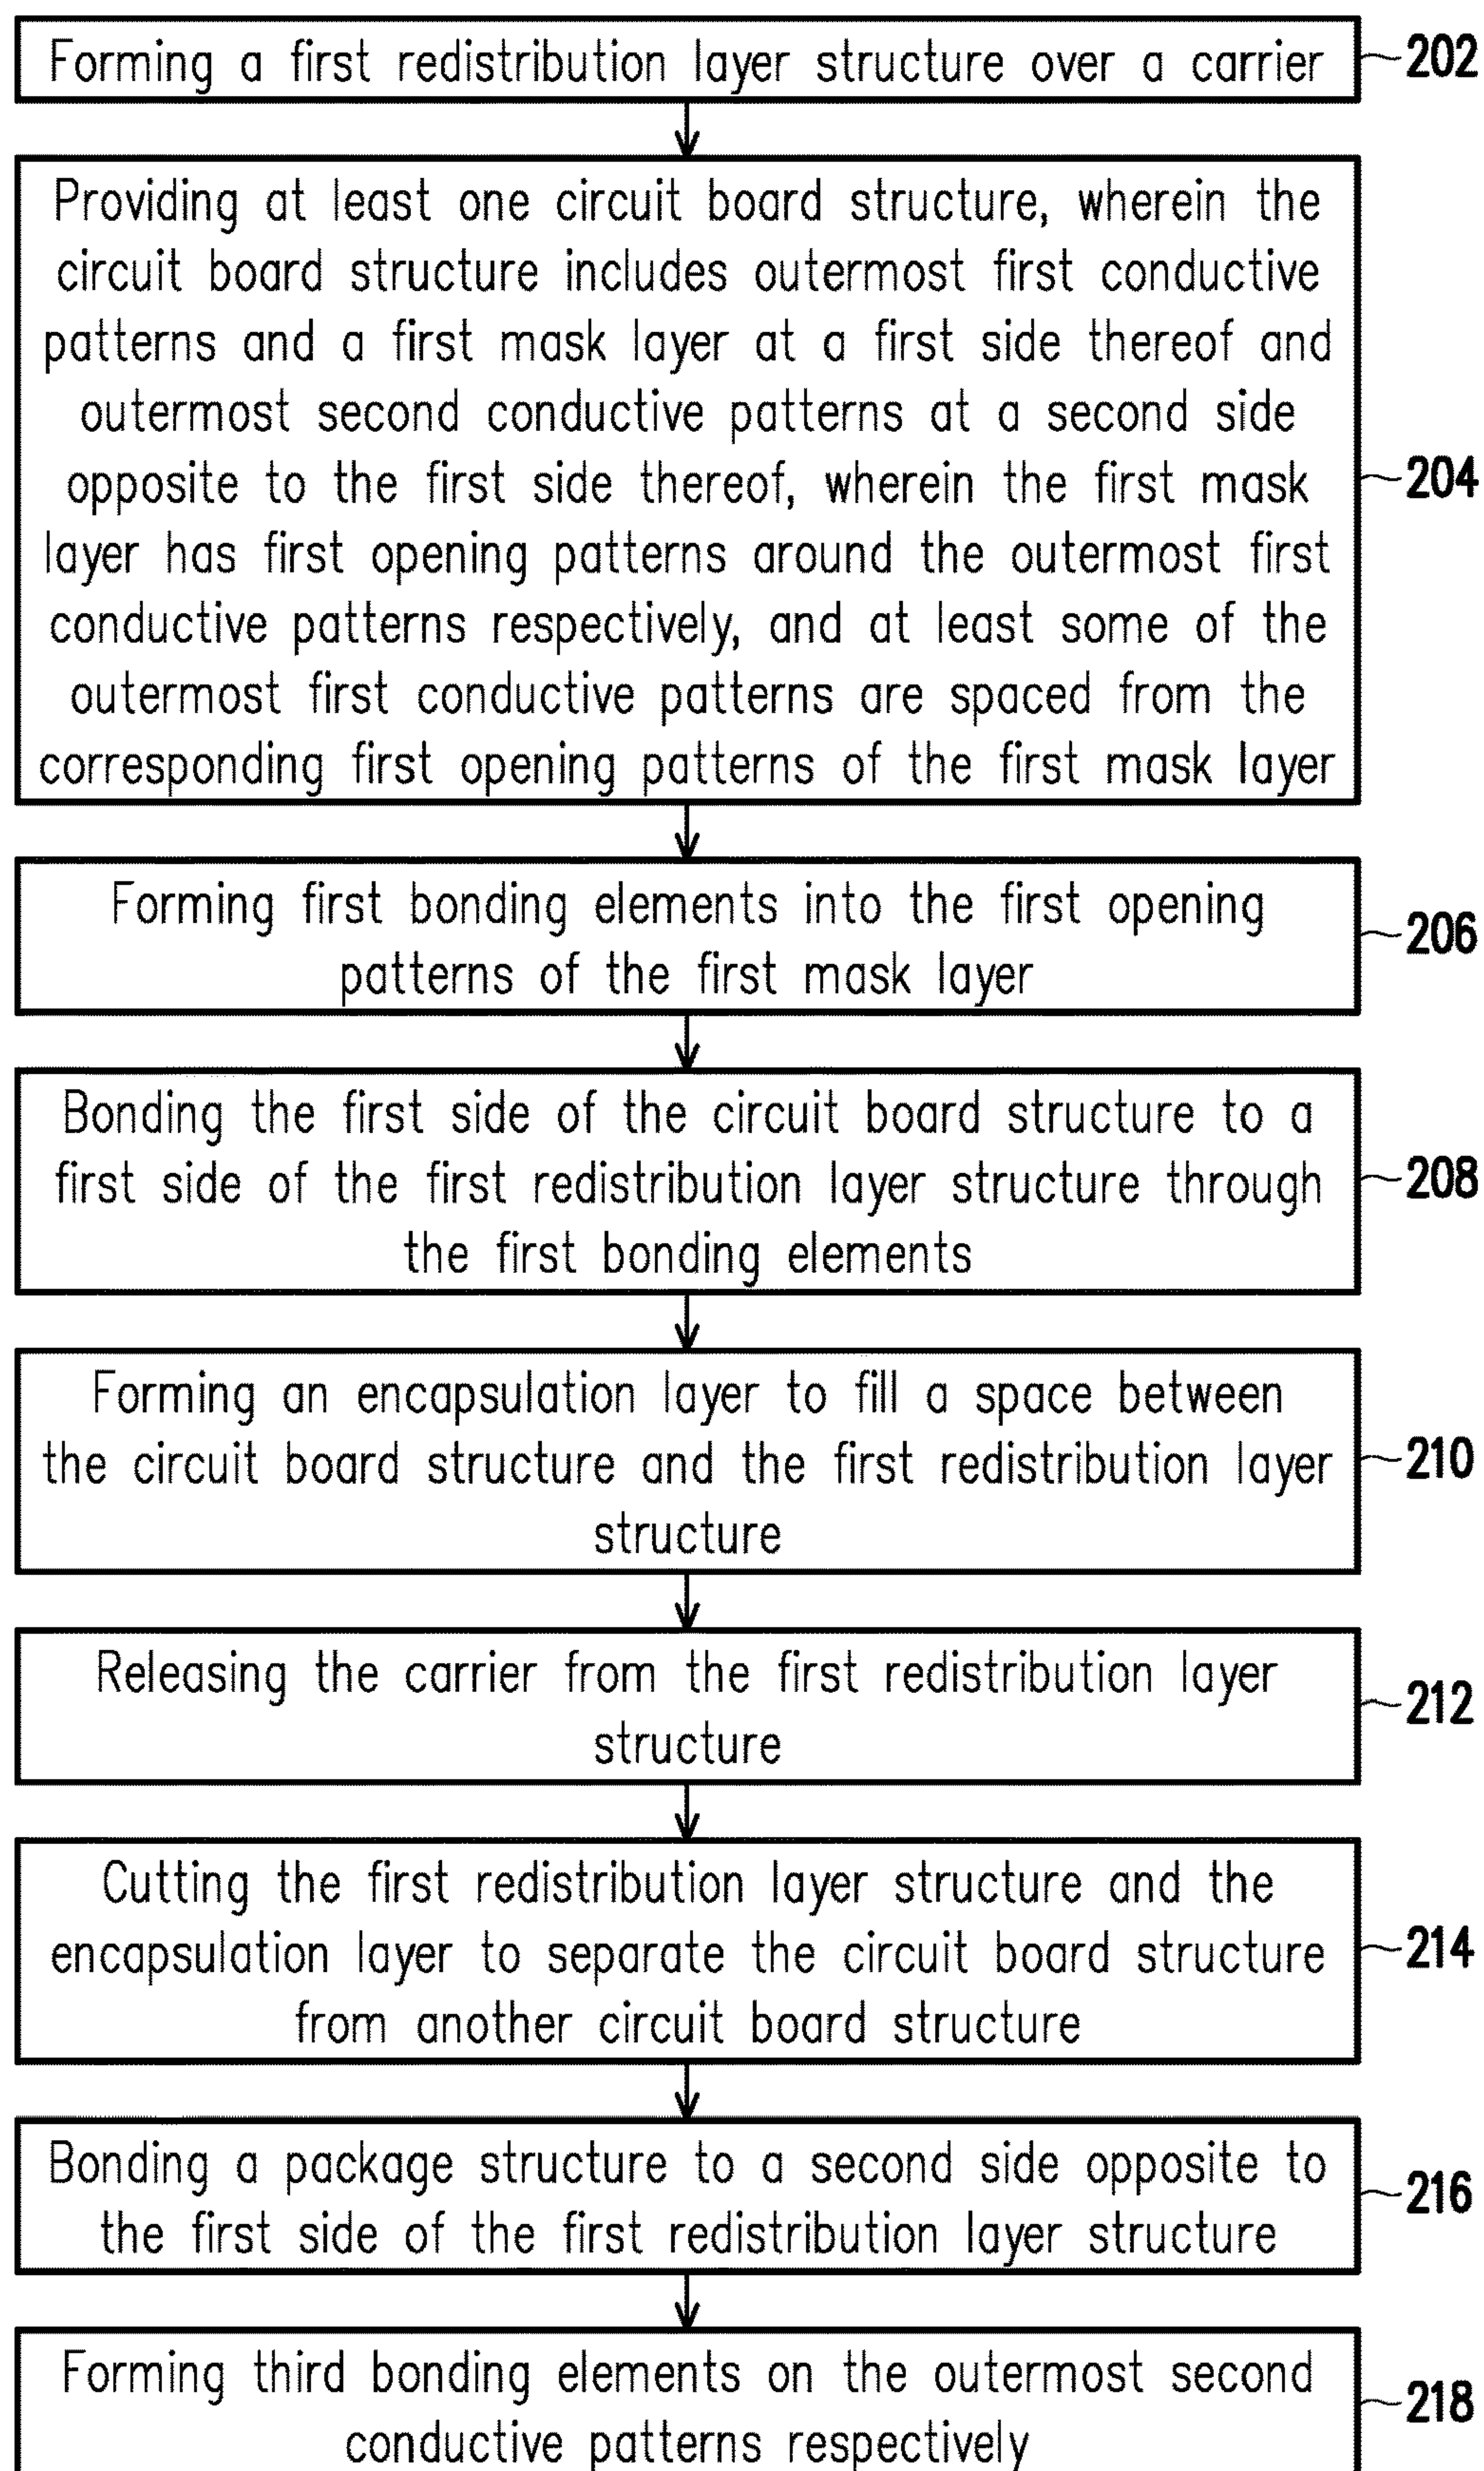 Forming a first redistribution layer structure over a carrier
202
Providing at least one circuit board structure, wherein the
circuit board structure includes outermost first conductive
patterns and a first mask layer at a first side thereof and
outermost second conductive patterns at a second side
opposite to the first side thereof, wherein the first mask
layer has first opening patterns around the outermost first
conductive patterns respectively, and at least some of the
outermost first conductive patterns are spaced from the
corresponding first opening patterns of the first mask layer
204
Forming first bonding elements into the first opening
patterns of the first mask layer
206
Bonding the first side of the circuit board structure to a
first side of the first redistribution layer structure through
the first bonding elements
208
Forming an encapsulation layer to fill a space between
the circuit board structure and the first redistribution layer
structure
210
Releasing the carrier from the first redistribution layer
structure
212
Cutting the first redistribution layer structure and the
encapsulation layer to separate the circuit board structure
from another circuit board structure
214
Bonding a package structure to a second side opposite to
the first side of the first redistribution layer structure
216
Forming third bonding elements on the outermost second
conductive patterns respectively
218